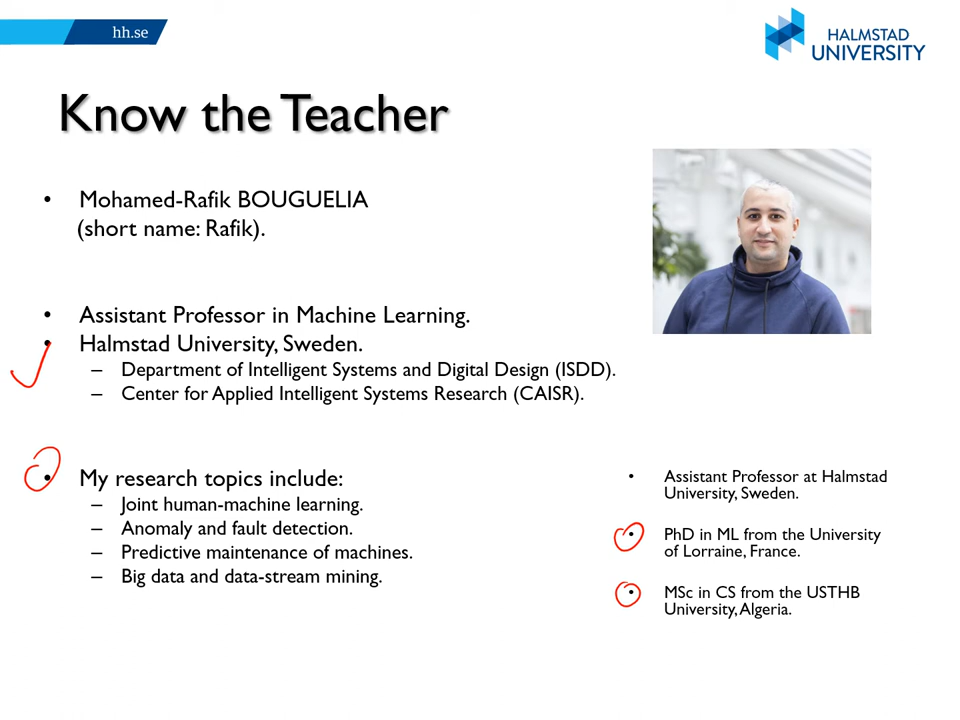 hh.se
HALMSTAD
UNIVERSITY
Know the Teacher
• Mohamed-Rafik BOUGUELIA
(short name: Rafik).
• Assistant Professor in Machine Learning.
• Halmstad University, Sweden.
– Department of Intelligent Systems and Digital Design (ISDD).
– Center for Applied Intelligent Systems Research (CAISR).
• My research topics include:
– Joint human-machine learning.
– Anomaly and fault detection.
– Predictive maintenance of machines.
– Big data and data-stream mining.
• Assistant Professor at Halmstad
University, Sweden.
• PhD in ML from the University
of Lorraine, France.
• MSc in CS from the USTHB
University, Algeria.